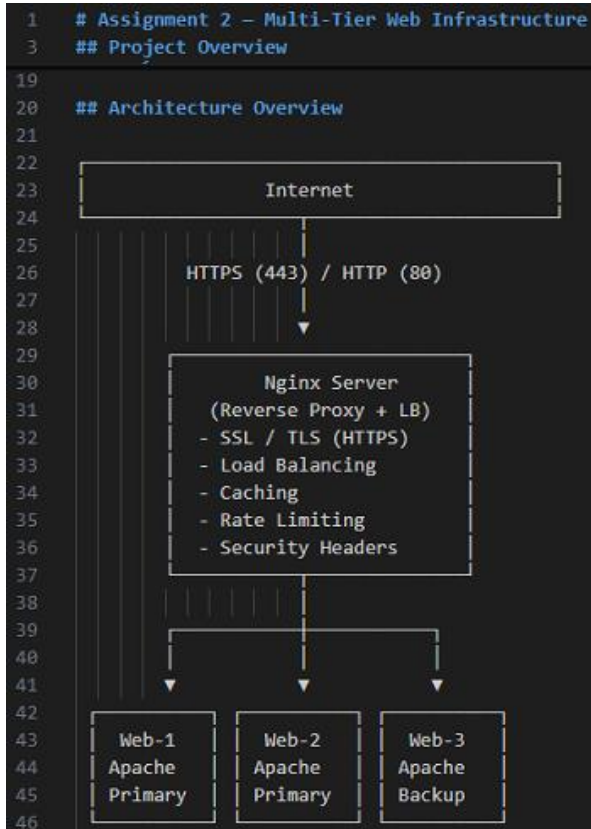 1 # Assignment 2 — Multi-Tier Web Infrastructure
3 ## Project Overview
19
20 ## Architecture Overview
21
22
23 Internet
24
25
26 HTTPS (443) / HTTP (80)
27
28 ▼
29
30 Nginx Server
31 (Reverse Proxy + LB)
32 - SSL / TLS (HTTPS)
33 - Load Balancing
34 - Caching
35 - Rate Limiting
36 - Security Headers
37
38
39
40
41 ▼ ▼ ▼
42
43 Web-1 Web-2 Web-3
44 Apache Apache Apache
45 Primary Primary Backup
46